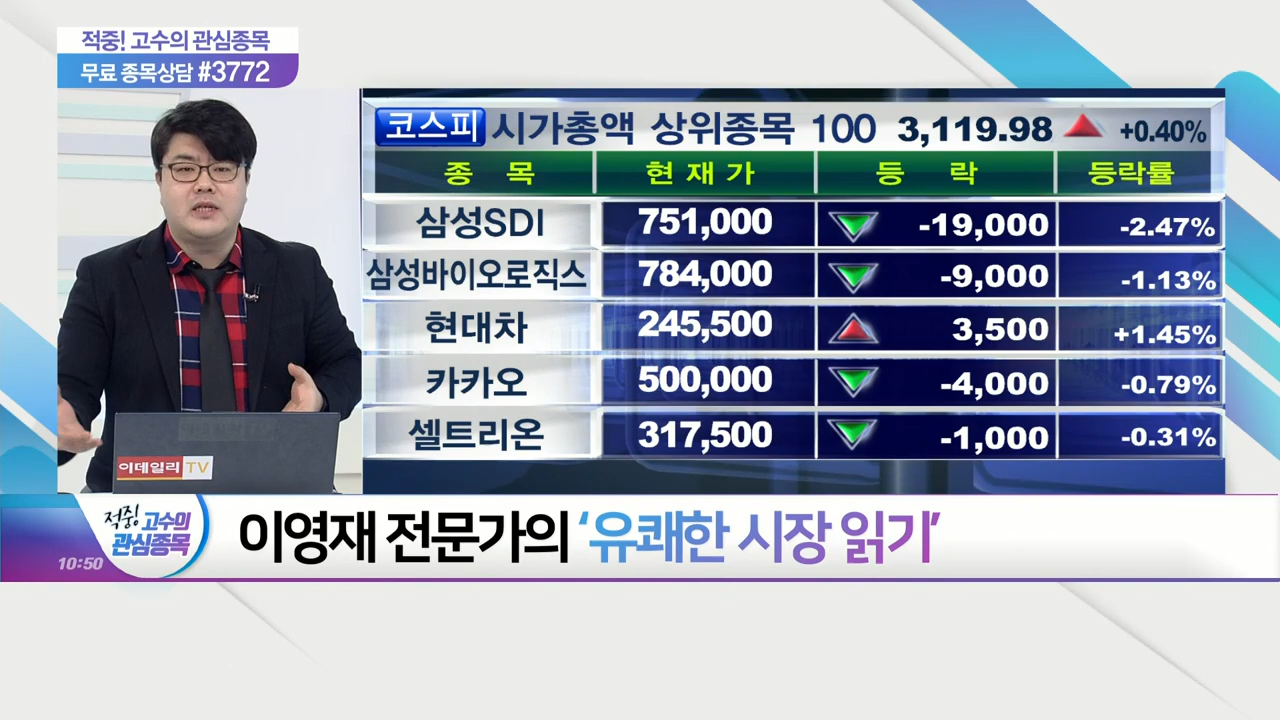 적중! 고수의 관심종목
무료 종목상담 #3772
코스피 시가총액 상위종목 100 3,119.98 +0.40%
종 목 현 재 가 등 락 등락률
삼성SDI 751,000 -19,000 -2.47%
삼성바이오로직스 784,000 -9,000 -1.13%
현대차 245,500 3,500 +1.45%
카카오 500,000 -4,000 -0.79%
셀트리온 317,500 -1,000 -0.31%
이데일리 TV
적중! 고수의
관심종목
10:50
이영재 전문가의 ‘유쾌한 시장 읽기’